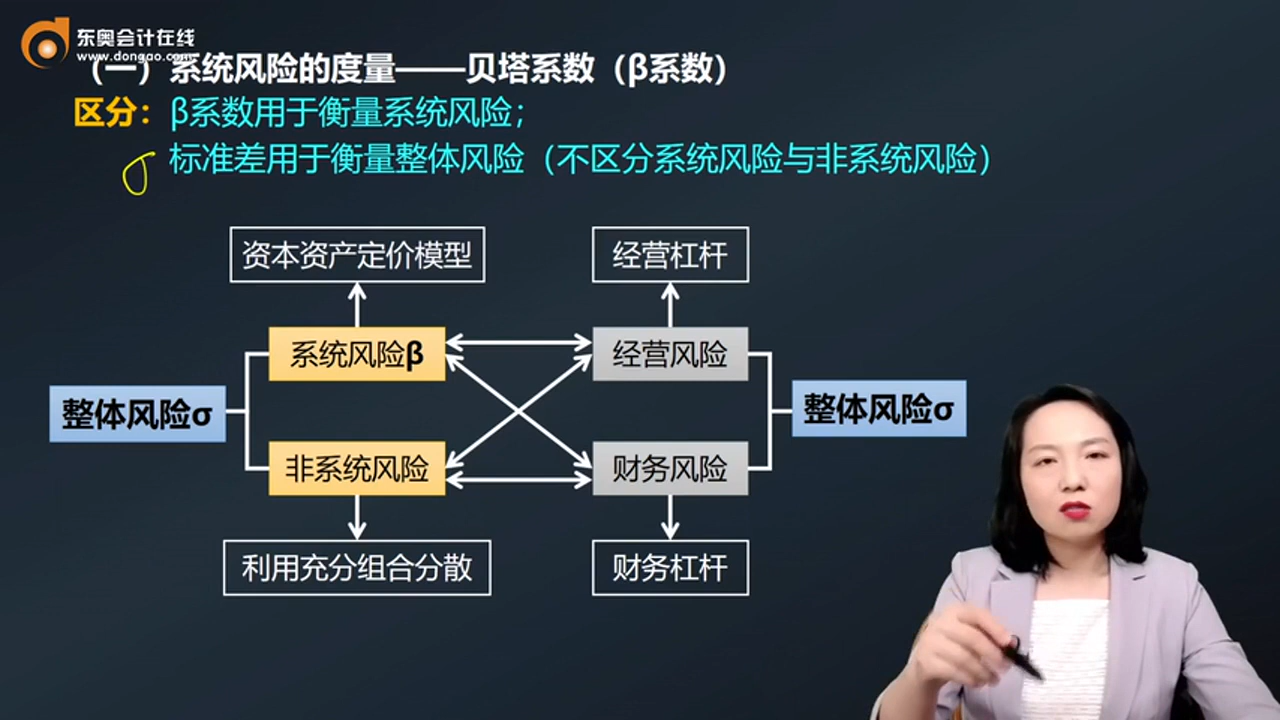 东奥会计在线
www.dongao.com
（一）系统风险的度量——贝塔系数（β系数）
区分：β系数用于衡量系统风险；
σ 标准差用于衡量整体风险（不区分系统风险与非系统风险）
资本资产定价模型
经营杠杆
系统风险β
经营风险
整体风险σ
整体风险σ
非系统风险
财务风险
利用充分组合分散
财务杠杆